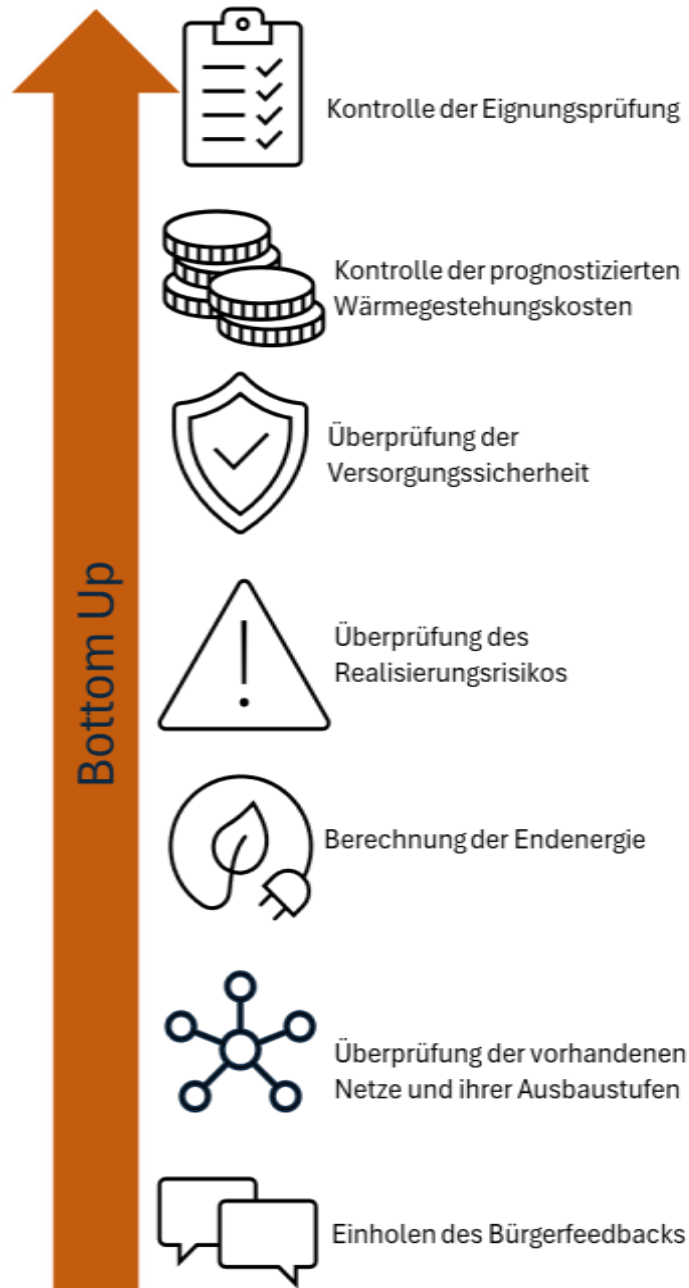 Kontrolle der Eignungsprüfung
Kontrolle der prognostizierten
Wärmegestehungskosten
Überprüfung der
Versorgungssicherheit
Bottom Up
Überprüfung des
Realisierungsrisikos
Berechnung der Endenergie
Überprüfung der vorhandenen
Netze und ihrer Ausbaustufen
Einholen des Bürgerfeedbacks